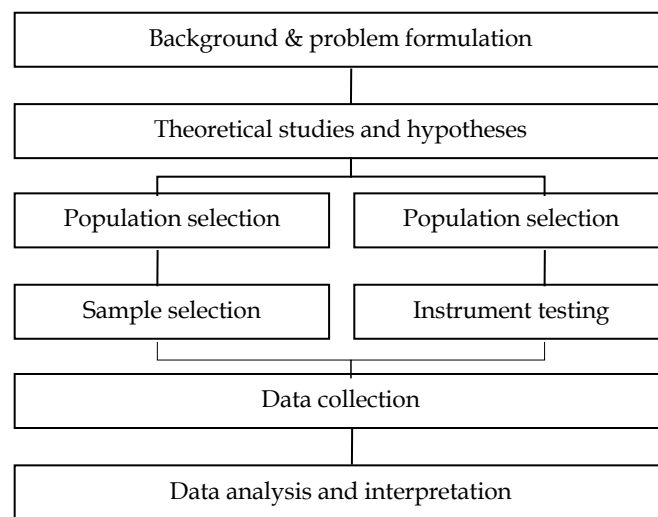 Background & problem formulation
Theoretical studies and hypotheses
Population selection
Population selection
Sample selection
Instrument testing
Data collection
Data analysis and interpretation